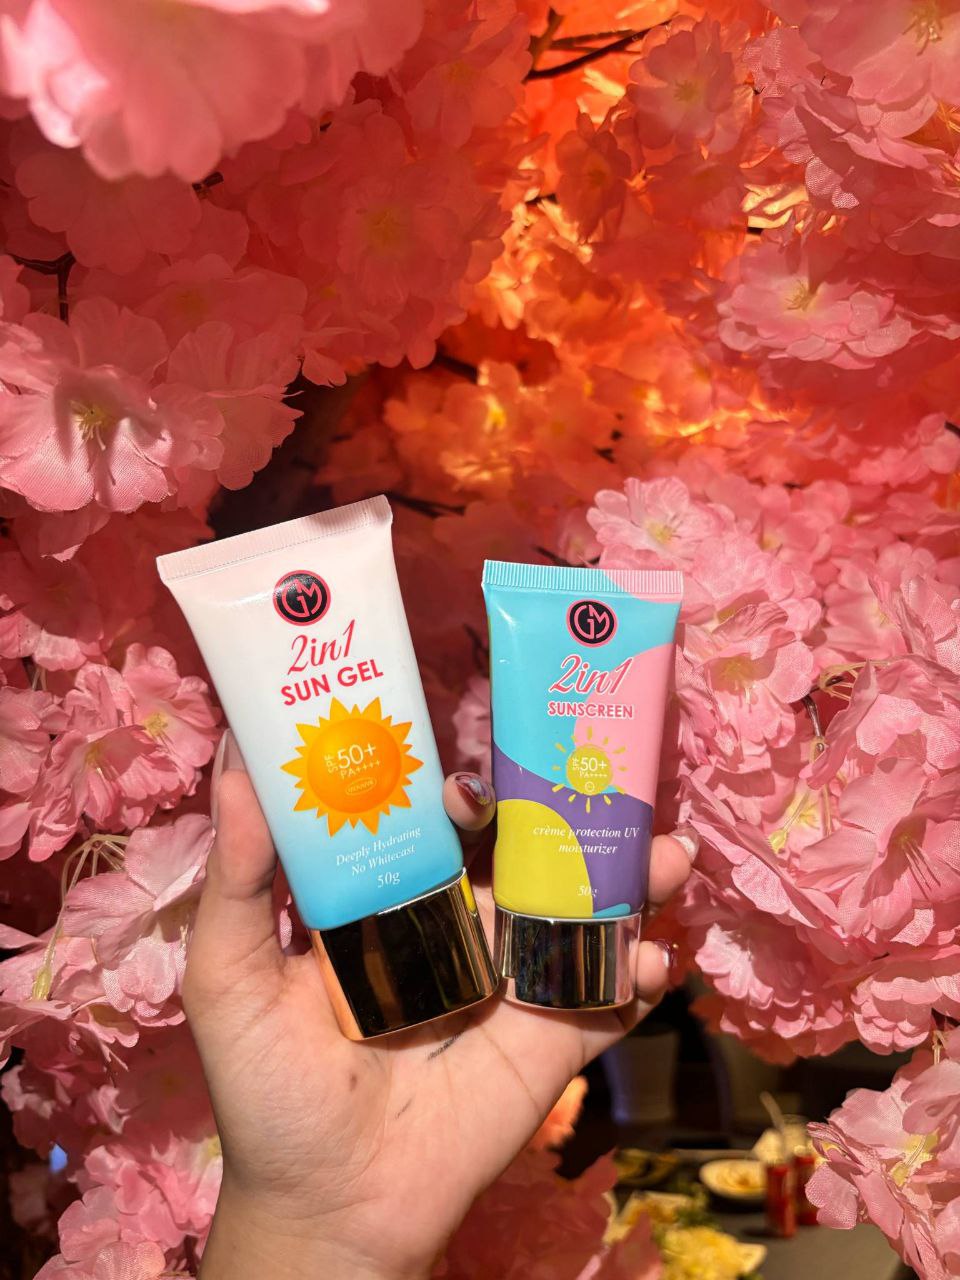 GM
2in1
SUN GEL
SPF 50+
PA++++
Deeply Hydrating
No Whitecast
50g
GM
2in1
SUNSCREEN
SPF 50+
PA++++
crème protection UV
moisturizer
50g